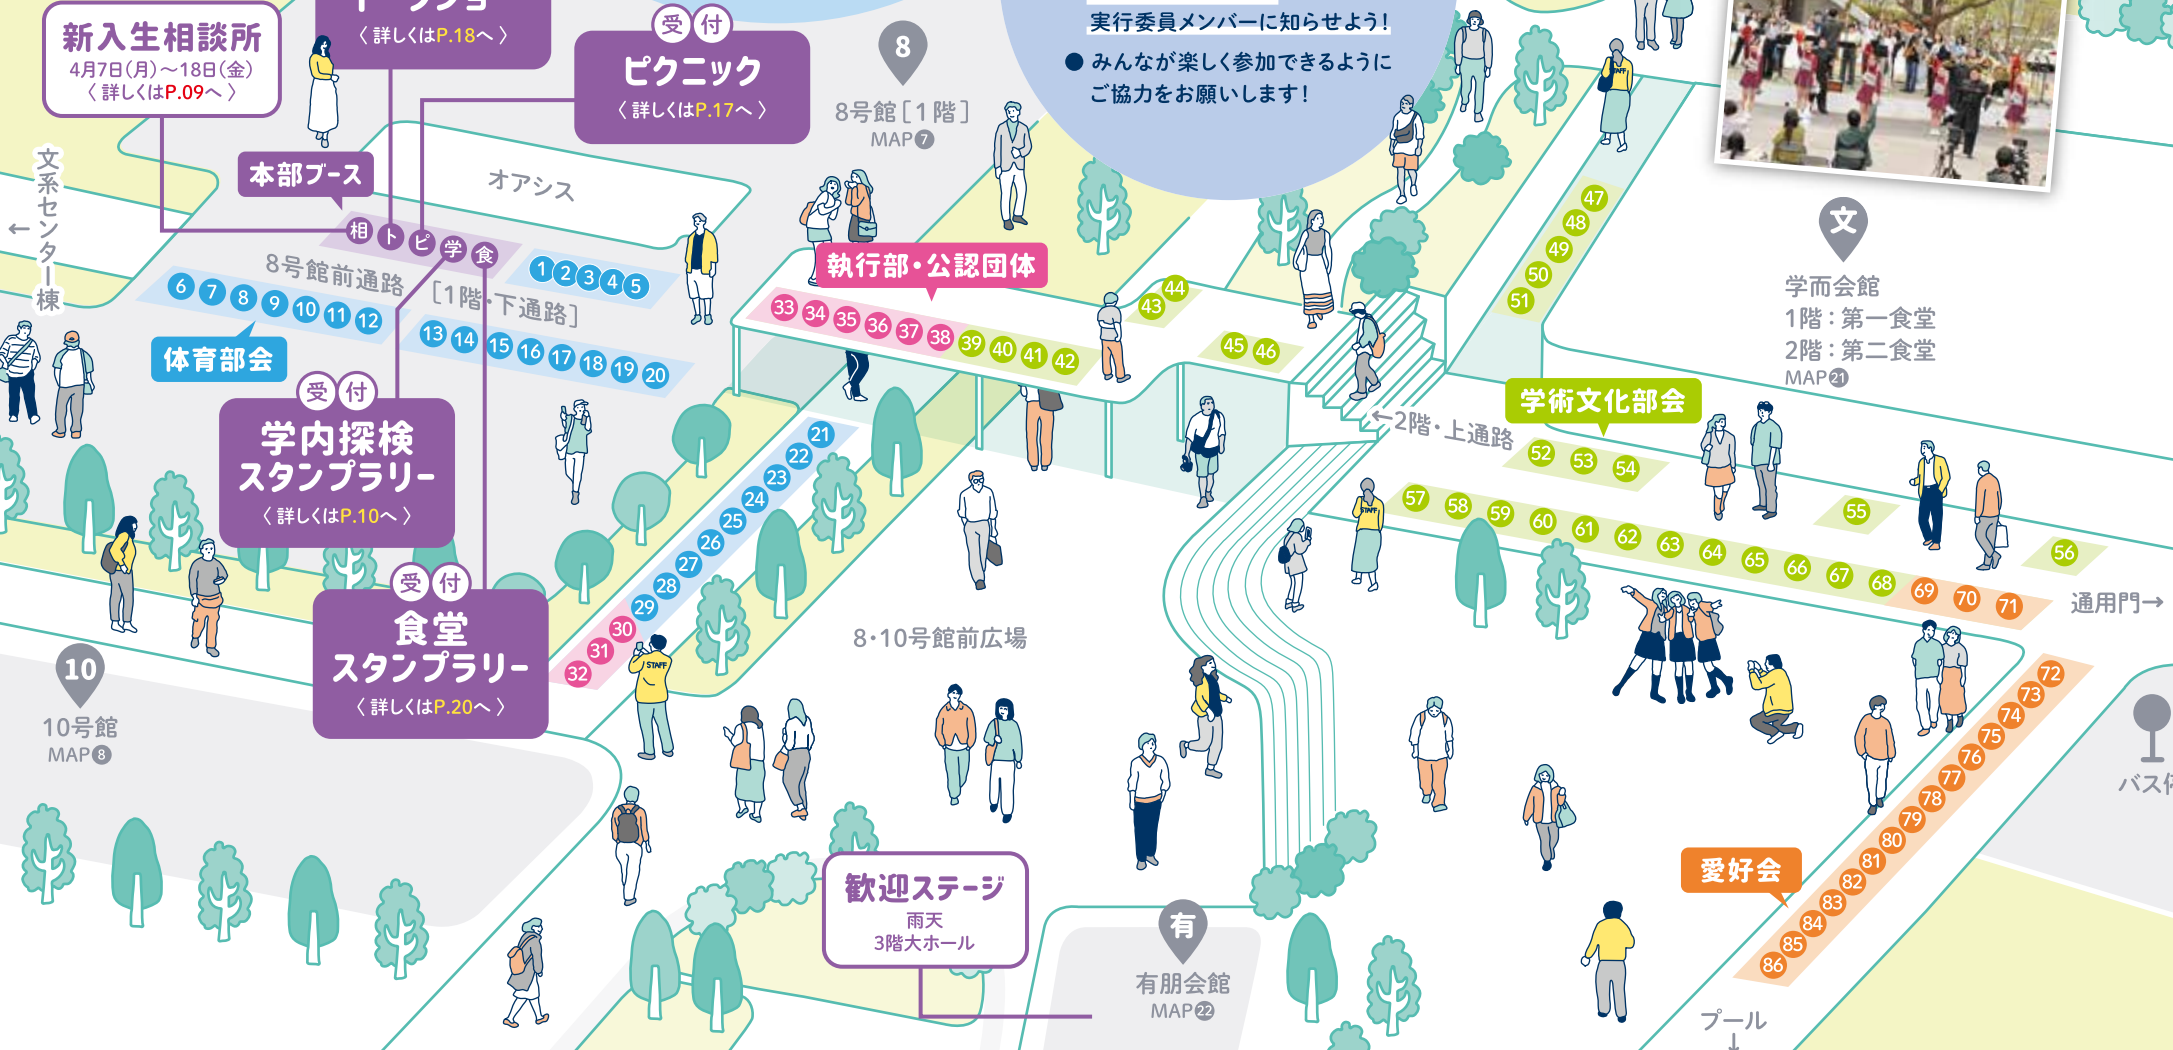 新入生相談所
4月7日(月)～18日(金)
〈 詳しくはP.09へ 〉
〈 詳しくはP.18へ 〉
受付
ピクニック
〈 詳しくはP.17へ 〉
8
8号館［1階］
MAP7
実行委員メンバーに知らせよう!
● みんなが楽しく参加できるように
ご協力をお願いします!
STAFF
文系センター棟
←
本部ブース
オアシス
相 ト ピ 学 食
8号館前通路 ［1階・下通路］
1 2 3 4 5
6 7 8 9 10 11 12
13 14 15 16 17 18 19 20
体育部会
執行部・公認団体
33 34 35 36 37 38 39 40 41 42
43 44
45 46
47
48
49
50
51
文
学而会館
1階：第一食堂
2階：第二食堂
MAP21
受付
学内探検
スタンプラリー
〈 詳しくはP.10へ 〉
受付
食堂
スタンプラリー
〈 詳しくはP.20へ 〉
21
22
23
24
25
26
27
28
29
30
31
32
STAFF
8・10号館前広場
←2階・上通路
学術文化部会
52 53 54
55
56
STAFF
57 58 59 60 61 62 63 64 65 66 67 68 69 70 71
通用門→
72
73
74
75
76
77
78
79
80
81
82
83
84
85
86
愛好会
10
10号館
MAP8
歓迎ステージ
雨天
3階大ホール
有
有朋会館
MAP22
プール
↓
バス